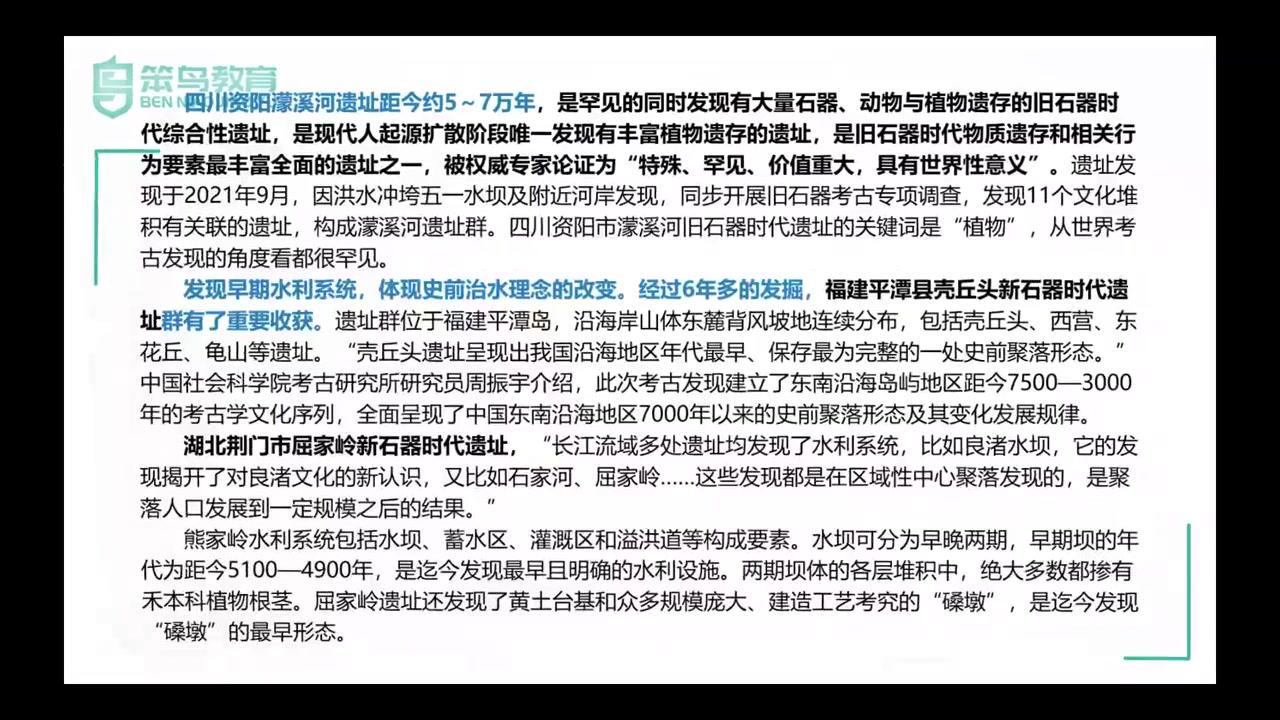 笨鸟教育
BEN N
四川资阳濛溪河遗址距今约5～7万年，是罕见的同时发现有大量石器、动物与植物遗存的旧石器时
代综合性遗址，是现代人起源扩散阶段唯一发现有丰富植物遗存的遗址，是旧石器时代物质遗存和相关行
为要素最丰富全面的遗址之一，被权威专家论证为“特殊、罕见、价值重大，具有世界性意义”。遗址发
现于2021年9月，因洪水冲垮五一水坝及附近河岸发现，同步开展旧石器考古专项调查，发现11个文化堆
积有关联的遗址，构成濛溪河遗址群。四川资阳市濛溪河旧石器时代遗址的关键词是“植物”，从世界考
古发现的角度看都很罕见。
发现早期水利系统，体现史前治水理念的改变。经过6年多的发掘，福建平潭县壳丘头新石器时代遗
址群有了重要收获。遗址群位于福建平潭岛，沿海岸山体东麓背风坡地连续分布，包括壳丘头、西营、东
花丘、龟山等遗址。“壳丘头遗址呈现出我国沿海地区年代最早、保存最为完整的一处史前聚落形态。”
中国社会科学院考古研究所研究员周振宇介绍，此次考古发现建立了东南沿海岛屿地区距今7500—3000
年的考古学文化序列，全面呈现了中国东南沿海地区7000年以来的史前聚落形态及其变化发展规律。
湖北荆门市屈家岭新石器时代遗址，“长江流域多处遗址均发现了水利系统，比如良渚水坝，它的发
现揭开了对良渚文化的新认识，又比如石家河、屈家岭……这些发现都是在区域性中心聚落发现的，是聚
落人口发展到一定规模之后的结果。”
熊家岭水利系统包括水坝、蓄水区、灌溉区和溢洪道等构成要素。水坝可分为早晚两期，早期坝的年
代为距今5100—4900年，是迄今发现最早且明确的水利设施。两期坝体的各层堆积中，绝大多数都掺有
禾本科植物根茎。屈家岭遗址还发现了黄土台基和众多规模庞大、建造工艺考究的“磉墩”，是迄今发现
“磉墩”的最早形态。